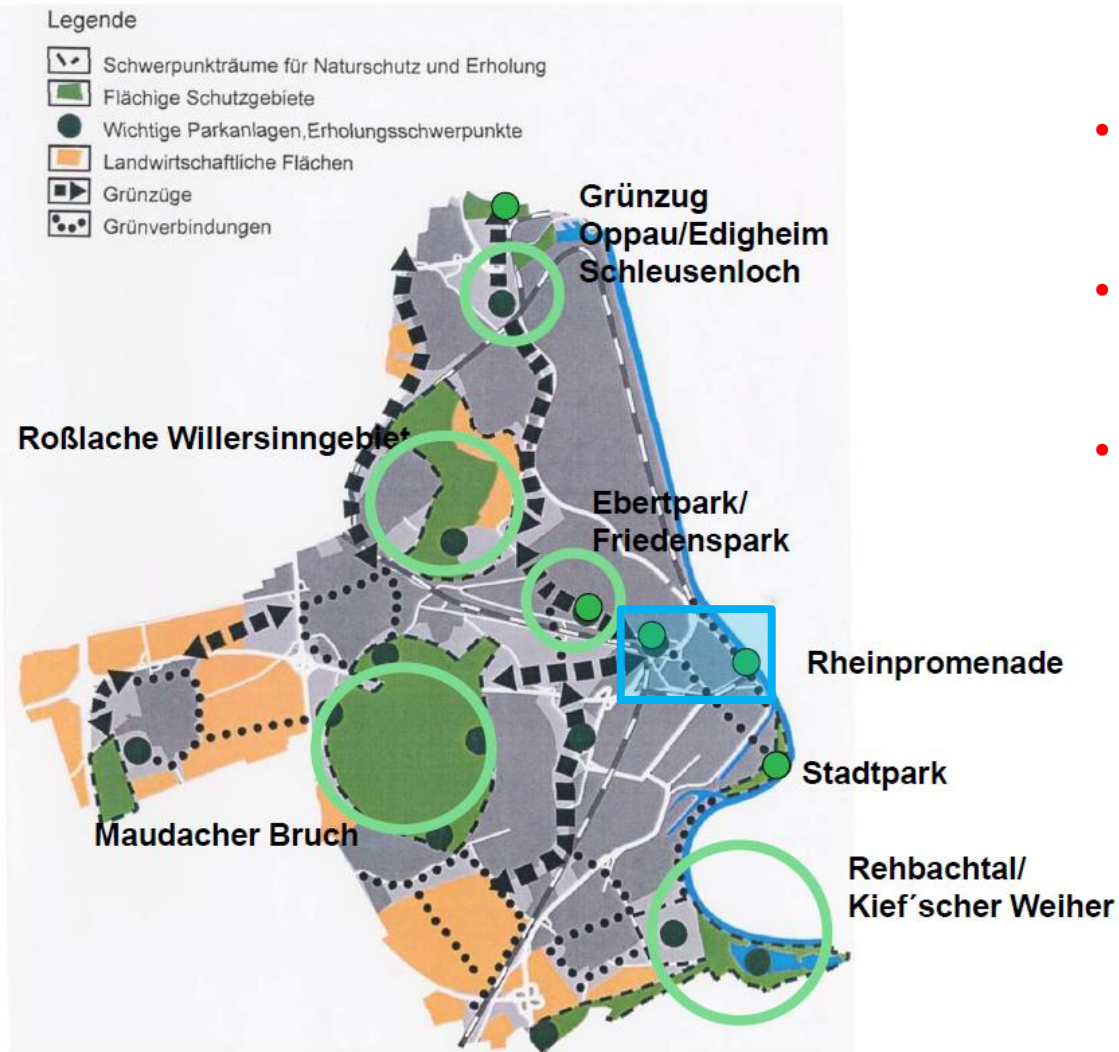 Legende
Schwerpunkträume für Naturschutz und Erholung
Flächige Schutzgebiete
Wichtige Parkanlagen,Erholungsschwerpunkte
Landwirtschaftliche Flächen
Grünzüge
Grünverbindungen
Grünzug
Oppau/Edigheim
Schleusenloch
Roßlache Willersinngebiet
Ebertpark/
Friedenspark
Rheinpromenade
Stadtpark
Maudacher Bruch
Rehbachtal/
Kief´scher Weiher